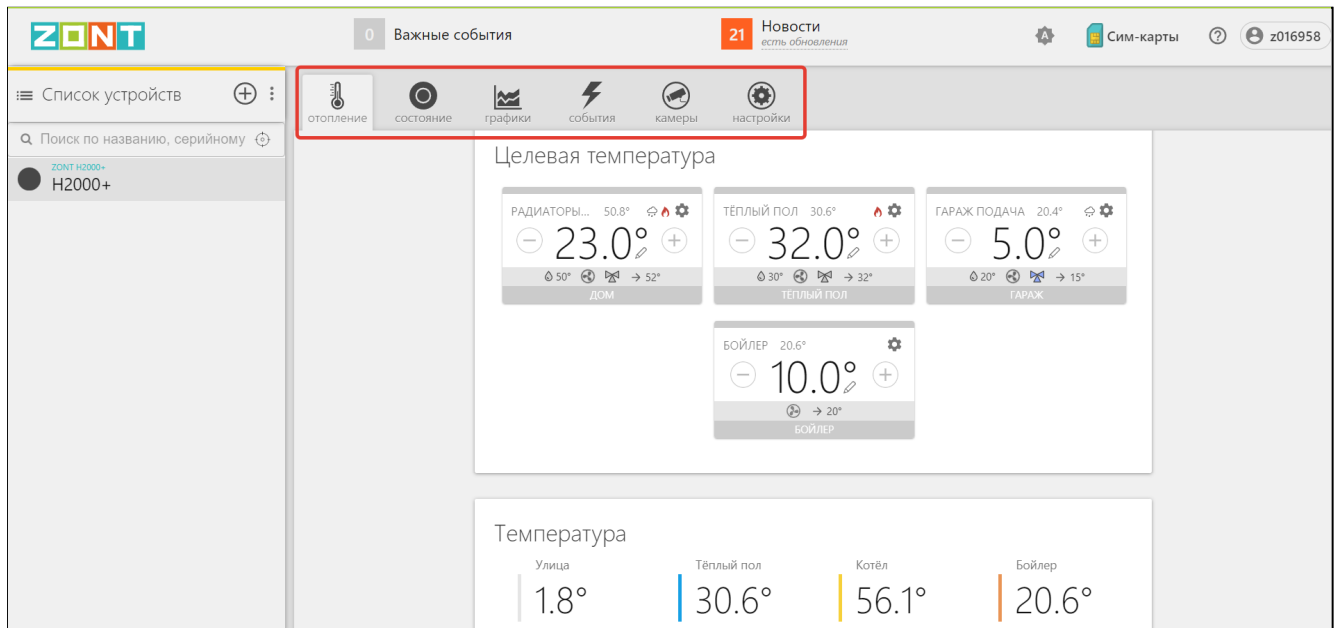 ZONT
0 Важные события
21 Новости
есть обновления
A
Сим-карты
?
z016958
Список устройств
Поиск по названию, серийному
ZONT H2000+
H2000+
отопление
состояние
графики
события
камеры
настройки
Целевая температура
РАДИАТОРЫ... 50.8°
23.0°
50° → 52°
ДОМ
ТЁПЛЫЙ ПОЛ 30.6°
32.0°
30° → 32°
ТЁПЛЫЙ ПОЛ
ГАРАЖ ПОДАЧА 20.4°
5.0°
20° → 15°
ГАРАЖ
БОЙЛЕР 20.6°
10.0°
→ 20°
БОЙЛЕР
Температура
Улица
1.8°
Тёплый пол
30.6°
Котёл
56.1°
Бойлер
20.6°